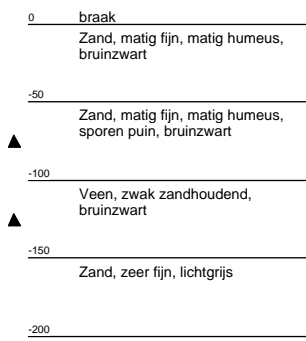 0 braak
Zand, matig fijn, matig humeus,
bruinzwart
-50
Zand, matig fijn, matig humeus,
sporen puin, bruinzwart
-100
Veen, zwak zandhoudend,
bruinzwart
-150
Zand, zeer fijn, lichtgrijs
-200